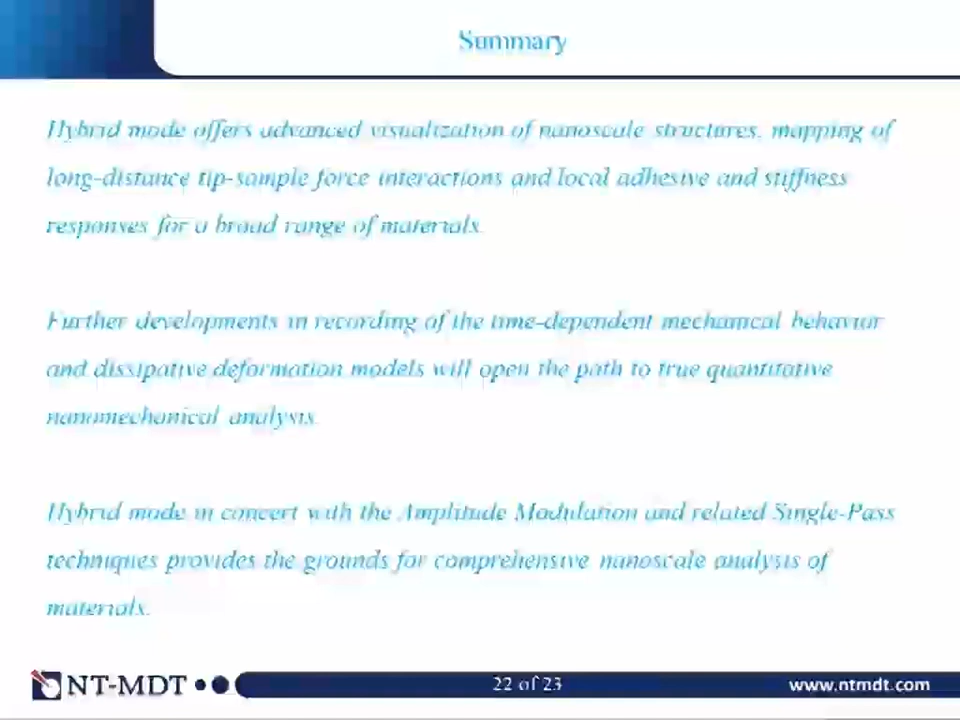 Summary
Hybrid mode offers advanced visualization of nanoscale structures, mapping of
long-distance tip-sample force interactions and local adhesive and stiffness
responses for a broad range of materials.
Further developments in recording of the time-dependent mechanical behavior
and dissipative deformation models will open the path to true quantitative
nanomechanical analysis.
Hybrid mode in concert with the Amplitude Modulation and related Single-Pass
techniques provides the grounds for comprehensive nanoscale analysis of
materials.
NT-MDT
22 of 23
www.ntmdt.com